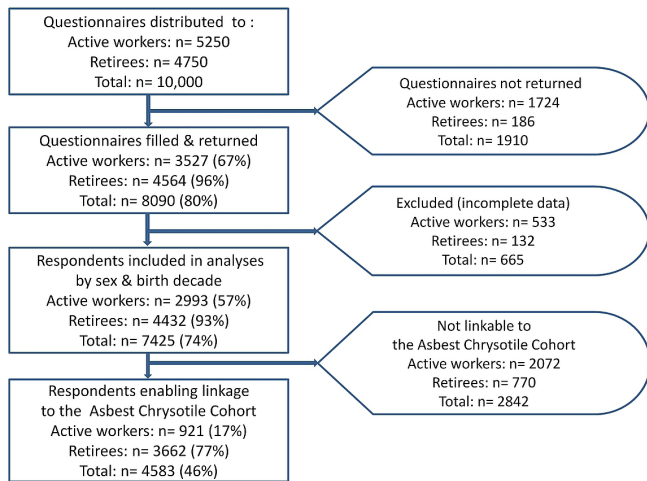 Questionnaires distributed to :
Active workers: n= 5250
Retirees: n= 4750
Total: n= 10,000
Questionnaires not returned
Active workers: n= 1724
Retirees: n= 186
Total: n= 1910
Questionnaires filled & returned
Active workers: n= 3527 (67%)
Retirees: n= 4564 (96%)
Total: n= 8090 (80%)
Excluded (incomplete data)
Active workers: n= 533
Retirees: n= 132
Total: n= 665
Respondents included in analyses
by sex & birth decade
Active workers: n= 2993 (57%)
Retirees: n= 4432 (93%)
Total: n= 7425 (74%)
Not linkable to
the Asbest Chrysotile Cohort
Active workers: n= 2072
Retirees: n= 770
Total: n= 2842
Respondents enabling linkage
to the Asbest Chrysotile Cohort
Active workers: n= 921 (17%)
Retirees: n= 3662 (77%)
Total: n= 4583 (46%)